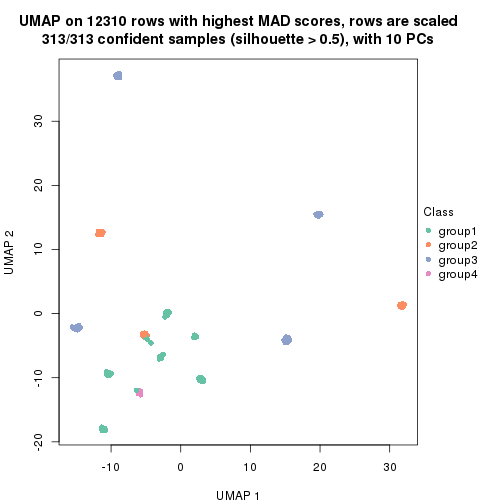 UMAP on 12310 rows with highest MAD scores, rows are scaled
313/313 confident samples (silhouette > 0.5), with 10 PCs
30
20
10
0
-10
-20
UMAP 2
-10
0
10
20
30
UMAP 1
Class
group1
group2
group3
group4